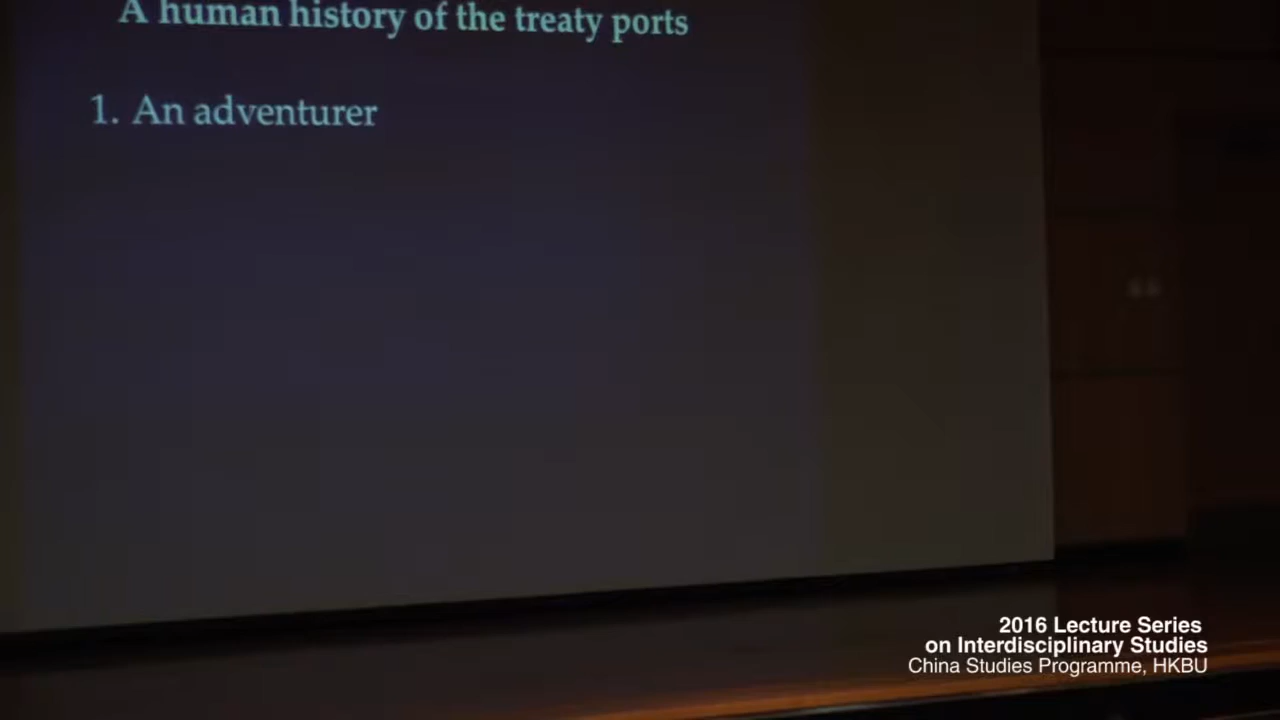 A human history of the treaty ports
1. An adventurer
2016 Lecture Series
on Interdisciplinary Studies
China Studies Programme, HKBU